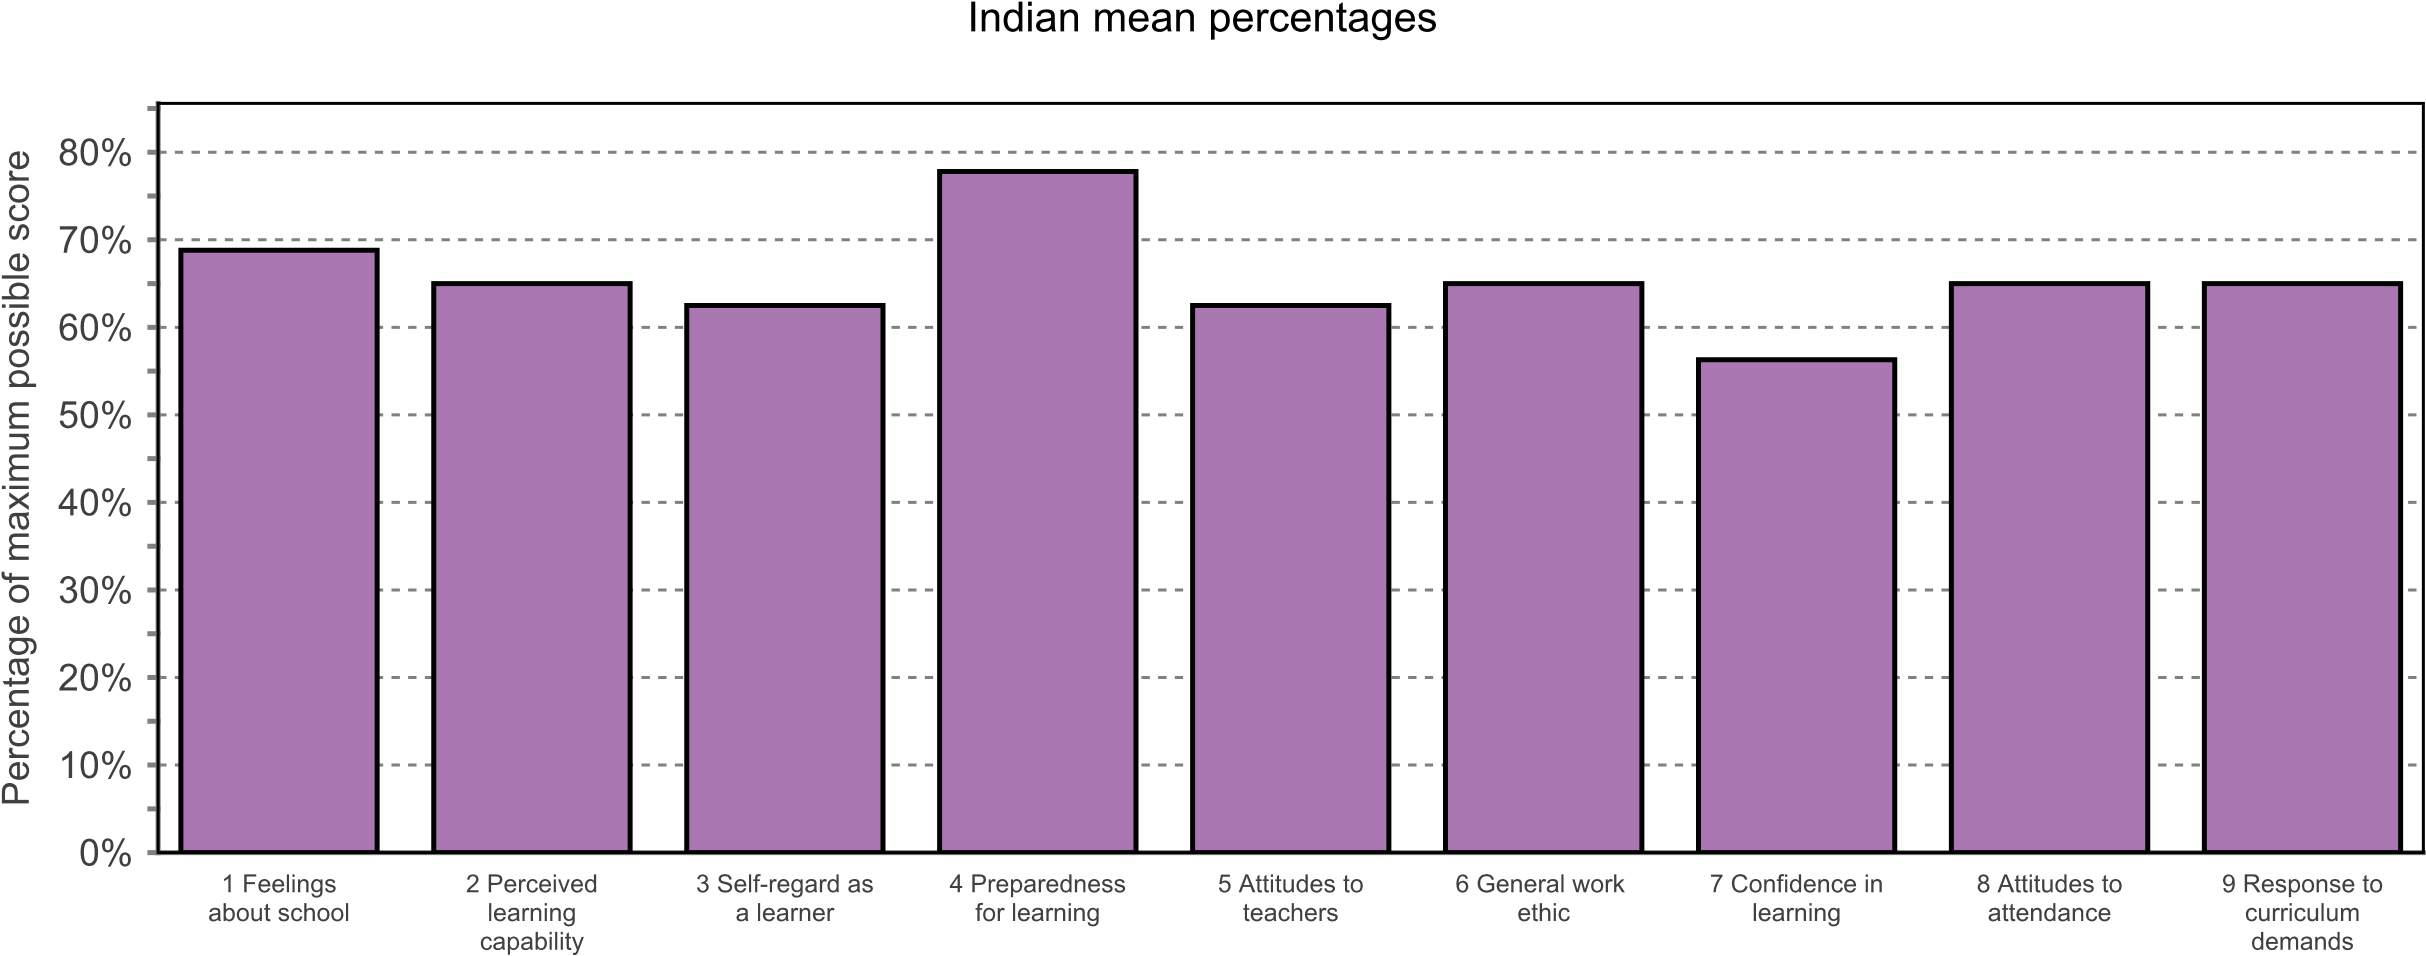 Indian mean percentages
Percentage of maximum possible score
80%
70%
60%
50%
40%
30%
20%
10%
0%
1 Feelings
about school
2 Perceived
learning
capability
3 Self-regard as
a learner
4 Preparedness
for learning
5 Attitudes to
teachers
6 General work
ethic
7 Confidence in
learning
8 Attitudes to
attendance
9 Response to
curriculum
demands